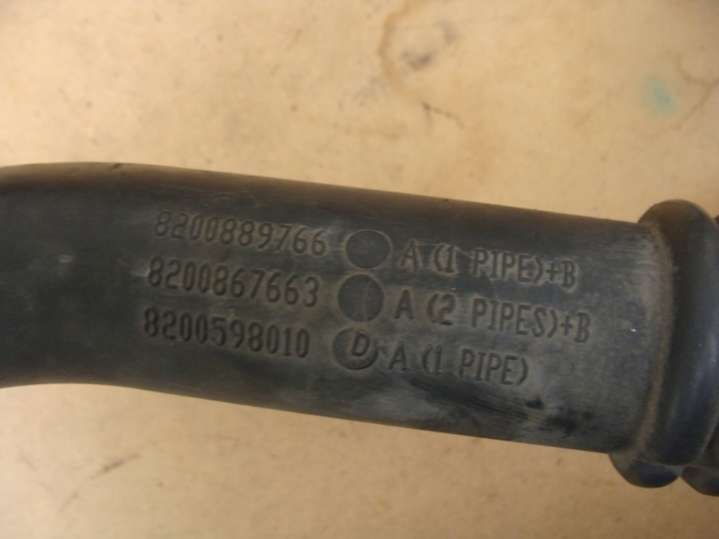 8200889766 A (1 PIPE)+B
8200867663 A (2 PIPES)+B
8200598010 D A (1 PIPE)